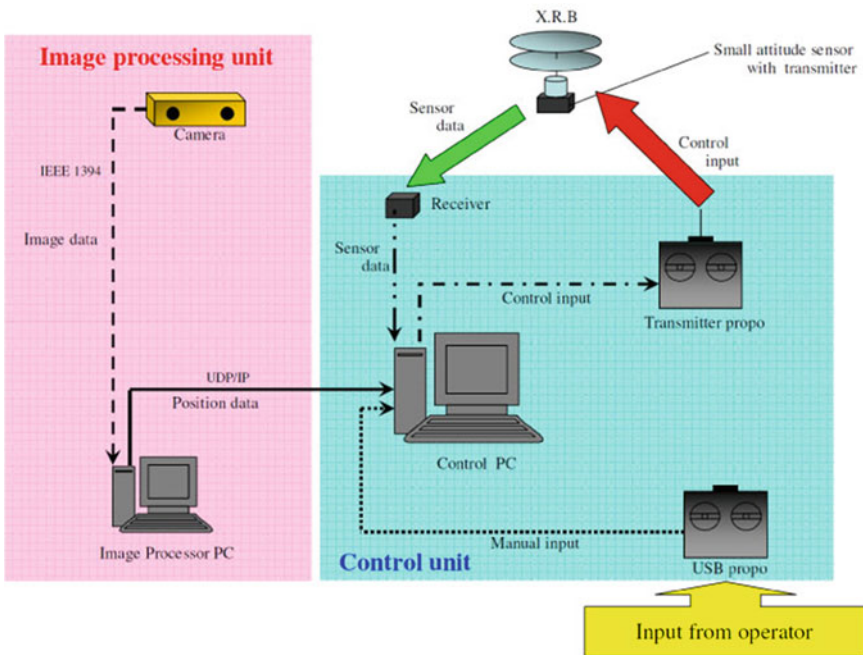 X.R.B
Image processing unit
Small attitude sensor
with transmitter
Camera
Sensor
data
Control
input
IEEE 1394
Receiver
Image data
Sensor
data
Control input
Transmitter propo
UDP/IP
Position data
Control PC
Image Processor PC
Manual input
Control unit
USB propo
Input from operator